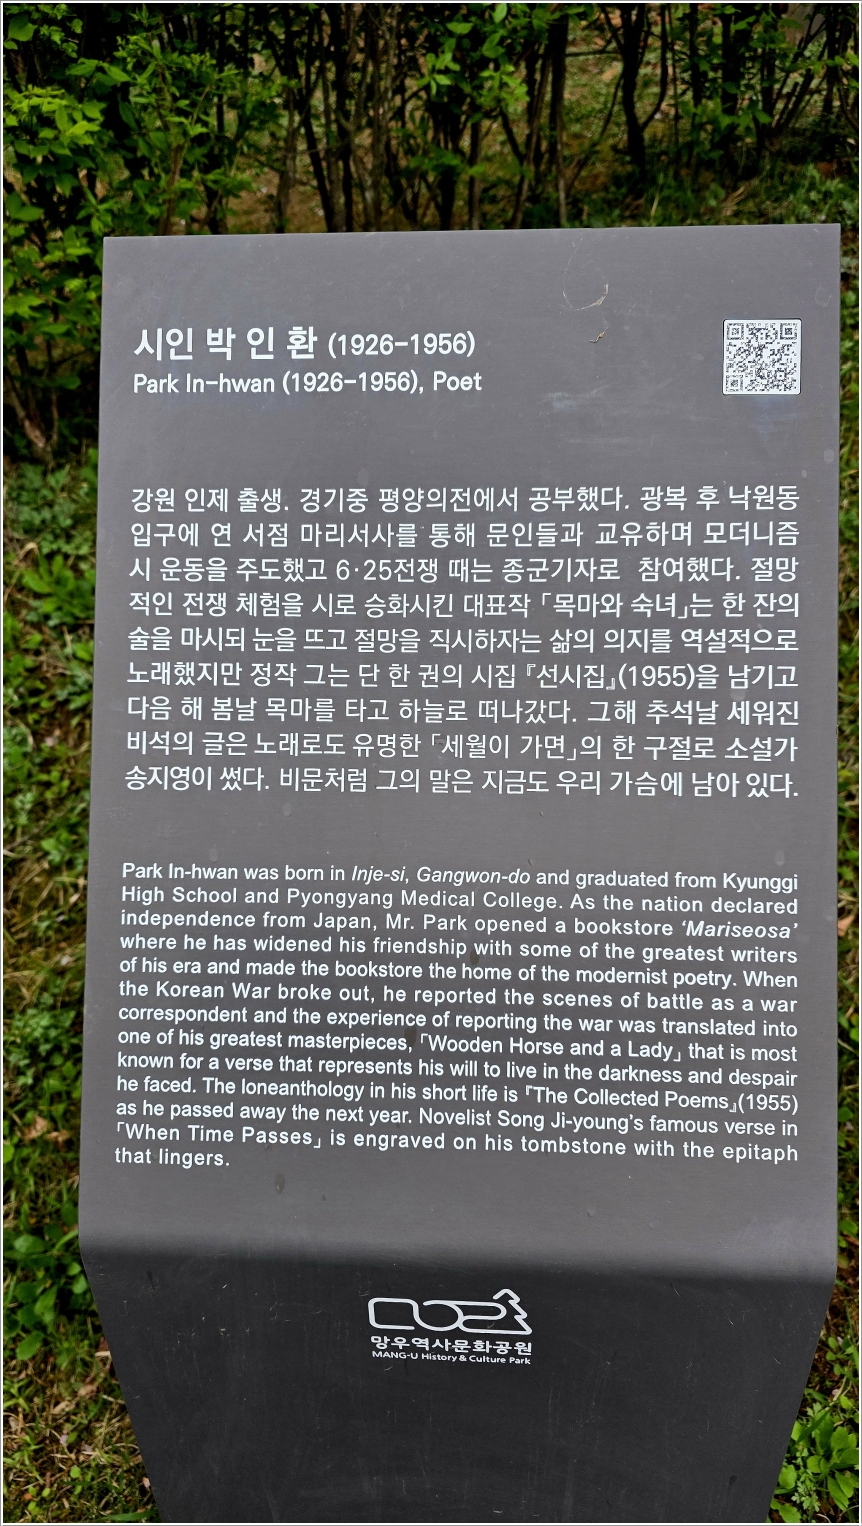 시인 박 인 환 (1926-1956)
Park In-hwan (1926-1956), Poet
강원 인제 출생. 경기중 평양의전에서 공부했다. 광복 후 낙원동
입구에 연 서점 마리서사를 통해 문인들과 교유하며 모더니즘
시 운동을 주도했고 6·25전쟁 때는 종군기자로 참여했다. 절망
적인 전쟁 체험을 시로 승화시킨 대표작 「목마와 숙녀」는 한 잔의
술을 마시되 눈을 뜨고 절망을 직시하자는 삶의 의지를 역설적으로
노래했지만 정작 그는 단 한 권의 시집 『선시집』(1955)을 남기고
다음 해 봄날 목마를 타고 하늘로 떠나갔다. 그해 추석날 세워진
비석의 글은 노래로도 유명한 「세월이 가면」의 한 구절로 소설가
송지영이 썼다. 비문처럼 그의 말은 지금도 우리 가슴에 남아 있다.
Park In-hwan was born in Inje-si, Gangwon-do and graduated from Kyunggi
High School and Pyongyang Medical College. As the nation declared
independence from Japan, Mr. Park opened a bookstore ‘Mariseosa’
where he has widened his friendship with some of the greatest writers
of his era and made the bookstore the home of the modernist poetry. When
the Korean War broke out, he reported the scenes of battle as a war
correspondent and the experience of reporting the war was translated into
one of his greatest masterpieces, 「Wooden Horse and a Lady」 that is most
known for a verse that represents his will to live in the darkness and despair
he faced. The loneanthology in his short life is 『The Collected Poems』(1955)
as he passed away the next year. Novelist Song Ji-young’s famous verse in
「When Time Passes」 is engraved on his tombstone with the epitaph
that lingers.
망우역사문화공원
MANG-U History & Culture Park